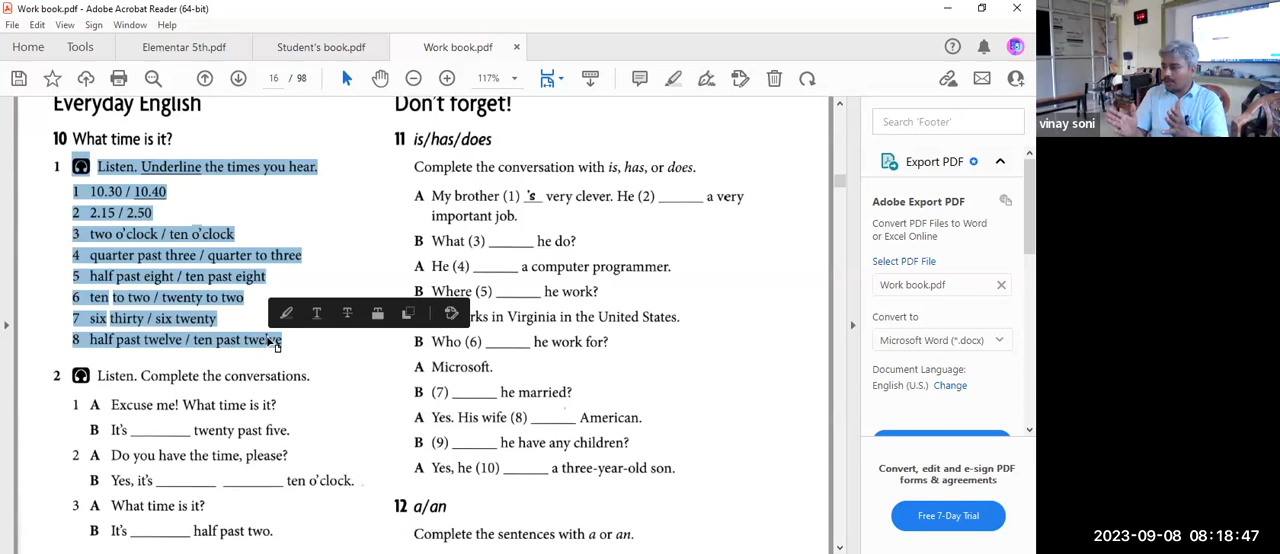 Work book.pdf - Adobe Acrobat Reader (64-bit)
File Edit View Sign Window Help
Home Tools Elementar 5th.pdf Student's book.pdf Work book.pdf ×
16 / 98 117%
Everyday English
10 What time is it?
1 Listen. Underline the times you hear.
1 10.30 / 10.40
2 2.15 / 2.50
3 two o'clock / ten o'clock
4 quarter past three / quarter to three
5 half past eight / ten past eight
6 ten to two / twenty to two
7 six thirty / six twenty
8 half past twelve / ten past twelve
2 Listen. Complete the conversations.
1 A Excuse me! What time is it?
B It's ________ twenty past five.
2 A Do you have the time, please?
B Yes, it's ________ ________ ten o'clock.
3 A What time is it?
B It's ________ half past two.
Don't forget!
11 is/has/does
Complete the conversation with is, has, or does.
A My brother (1) 's very clever. He (2) ______ a very
important job.
B What (3) ______ he do?
A He (4) ______ a computer programmer.
B Where (5) ______ he work?
rks in Virginia in the United States.
B Who (6) ______ he work for?
A Microsoft.
B (7) ______ he married?
A Yes. His wife (8) ______ American.
B (9) ______ he have any children?
A Yes, he (10) ______ a three-year-old son.
12 a/an
Complete the sentences with a or an.
Search 'Footer'
Export PDF
Adobe Export PDF
Convert PDF Files to Word
or Excel Online
Select PDF File
Work book.pdf ×
Convert to
Microsoft Word (*.docx)
Document Language:
English (U.S.) Change
Convert, edit and e-sign PDF
forms & agreements
Free 7-Day Trial
vinay soni
2023-09-08 08:18:47